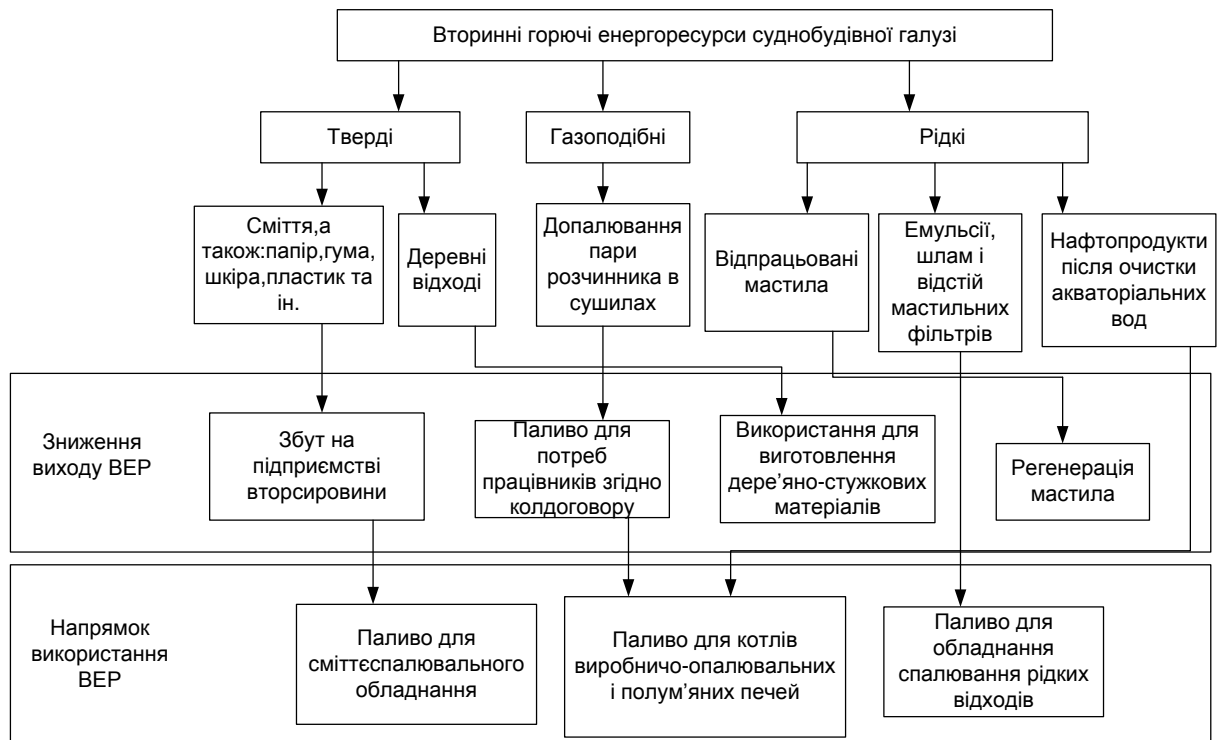 Вторинні горючі енергоресурси суднобудівної галузі
Тверді
Газоподібні
Рідкі
Сміття,а
також:папір,гума,
шкіра,пластик та
ін.
Деревні
відході
Допалювання
пари
розчинника в
сушилах
Відпрацьовані
мастила
Емульсії,
шлам і
відстій
мастильних
фільтрів
Нафтопродукти
після очистки
акваторіальних
вод
Зниження
виходу ВЕР
Збут на
підприємстві
вторсировини
Паливо для
потреб
працівників згідно
колдоговору
Використання для
виготовлення
дере’яно-стужкових
матеріалів
Регенерація
мастила
Напрямок
використання
ВЕР
Паливо для
сміттєспалювального
обладнання
Паливо для котлів
виробничо-опалювальних
і полум’яних печей
Паливо для
обладнання
спалювання рідких
відходів